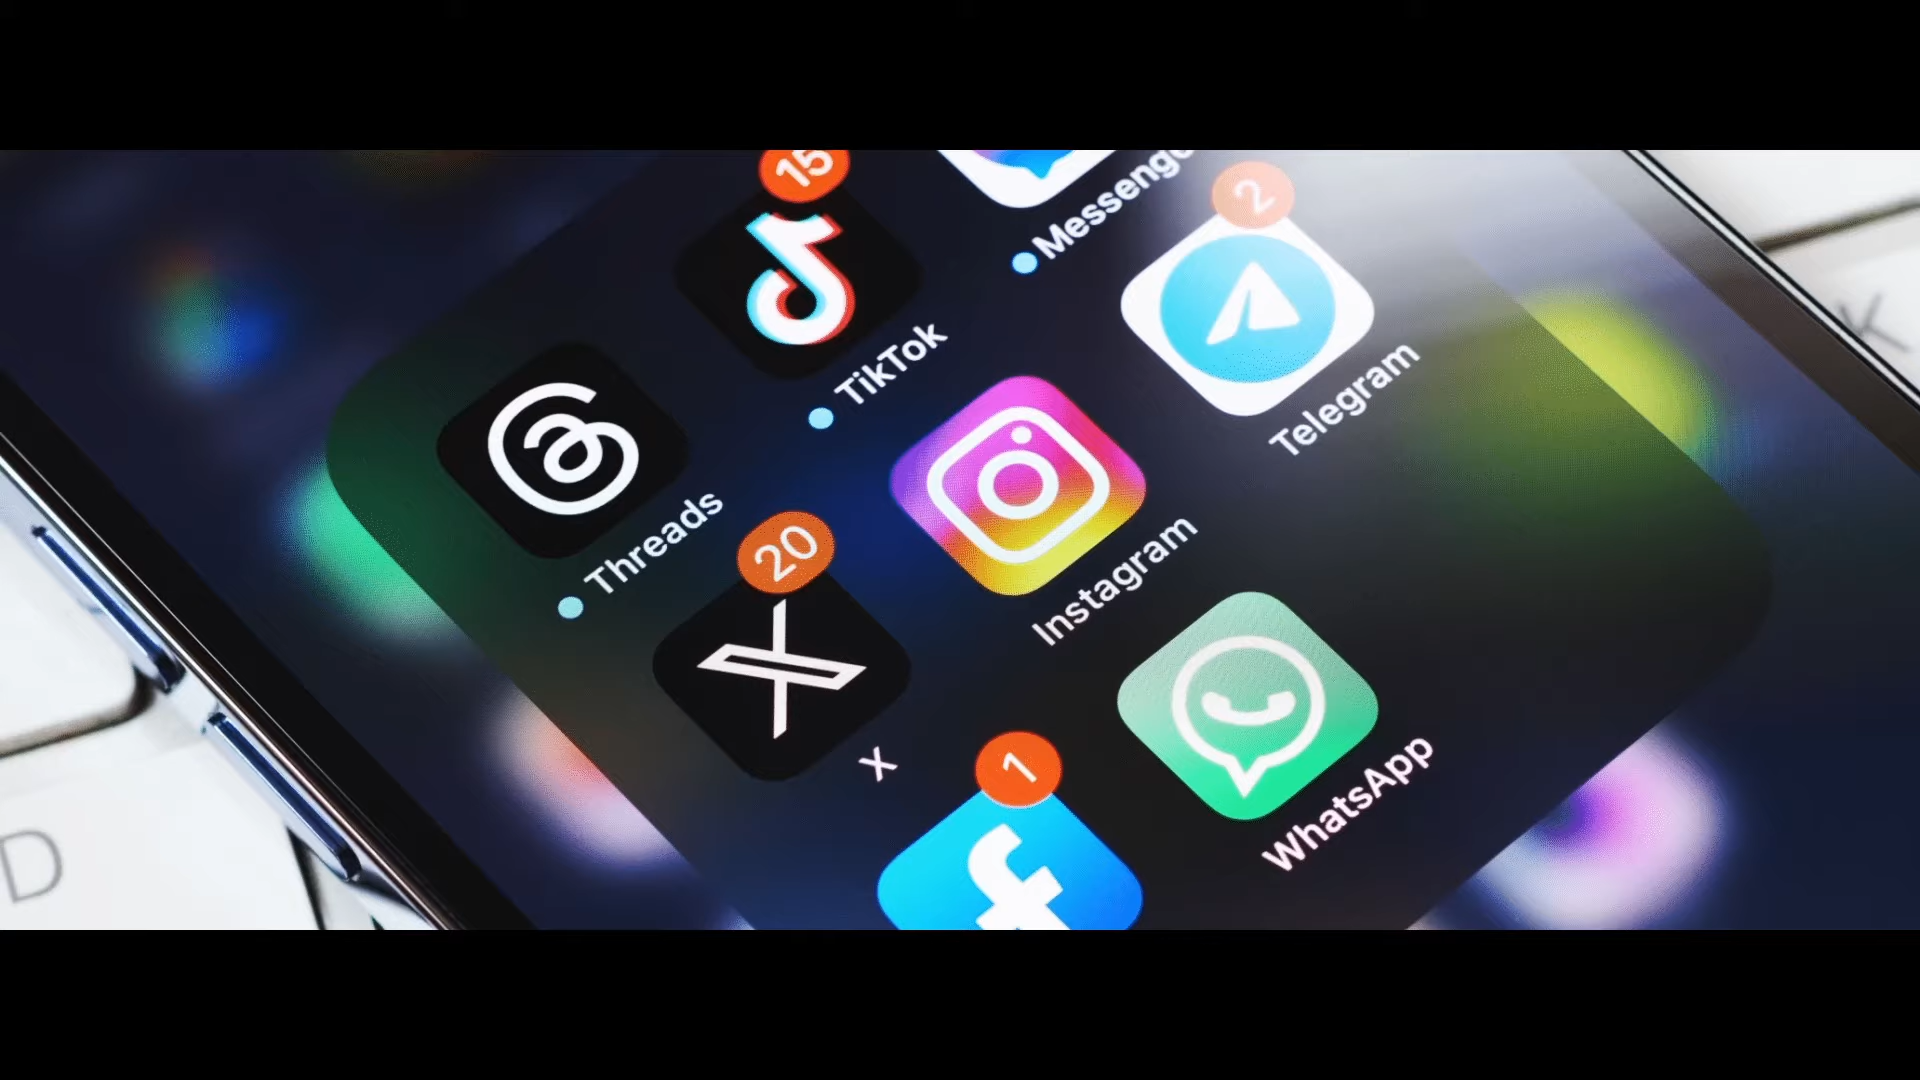 15
Messeng
2
TikTok
Telegram
Threads
20
Instagram
X
1
WhatsApp
K
D